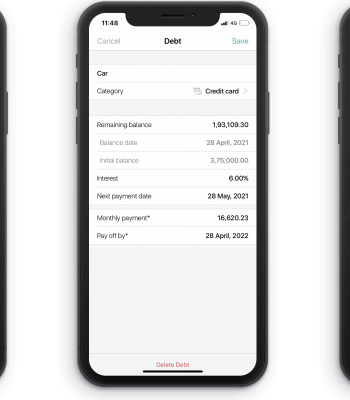 11:48
4G
Cancel Debt Save
Car
Category Credit card
Remaining balance 1,93,109.30
Balance date 28 April, 2021
Initial balance 3,75,000.00
Interest 6.00%
Next payment date 28 May, 2021
Monthly payment* 16,620.23
Pay off by* 28 April, 2022
Delete Debt